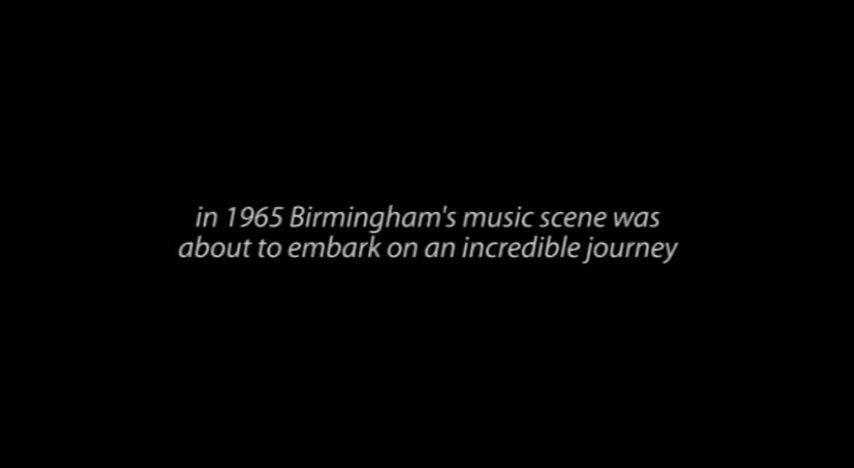 in 1965 Birmingham's music scene was
about to embark on an incredible journey